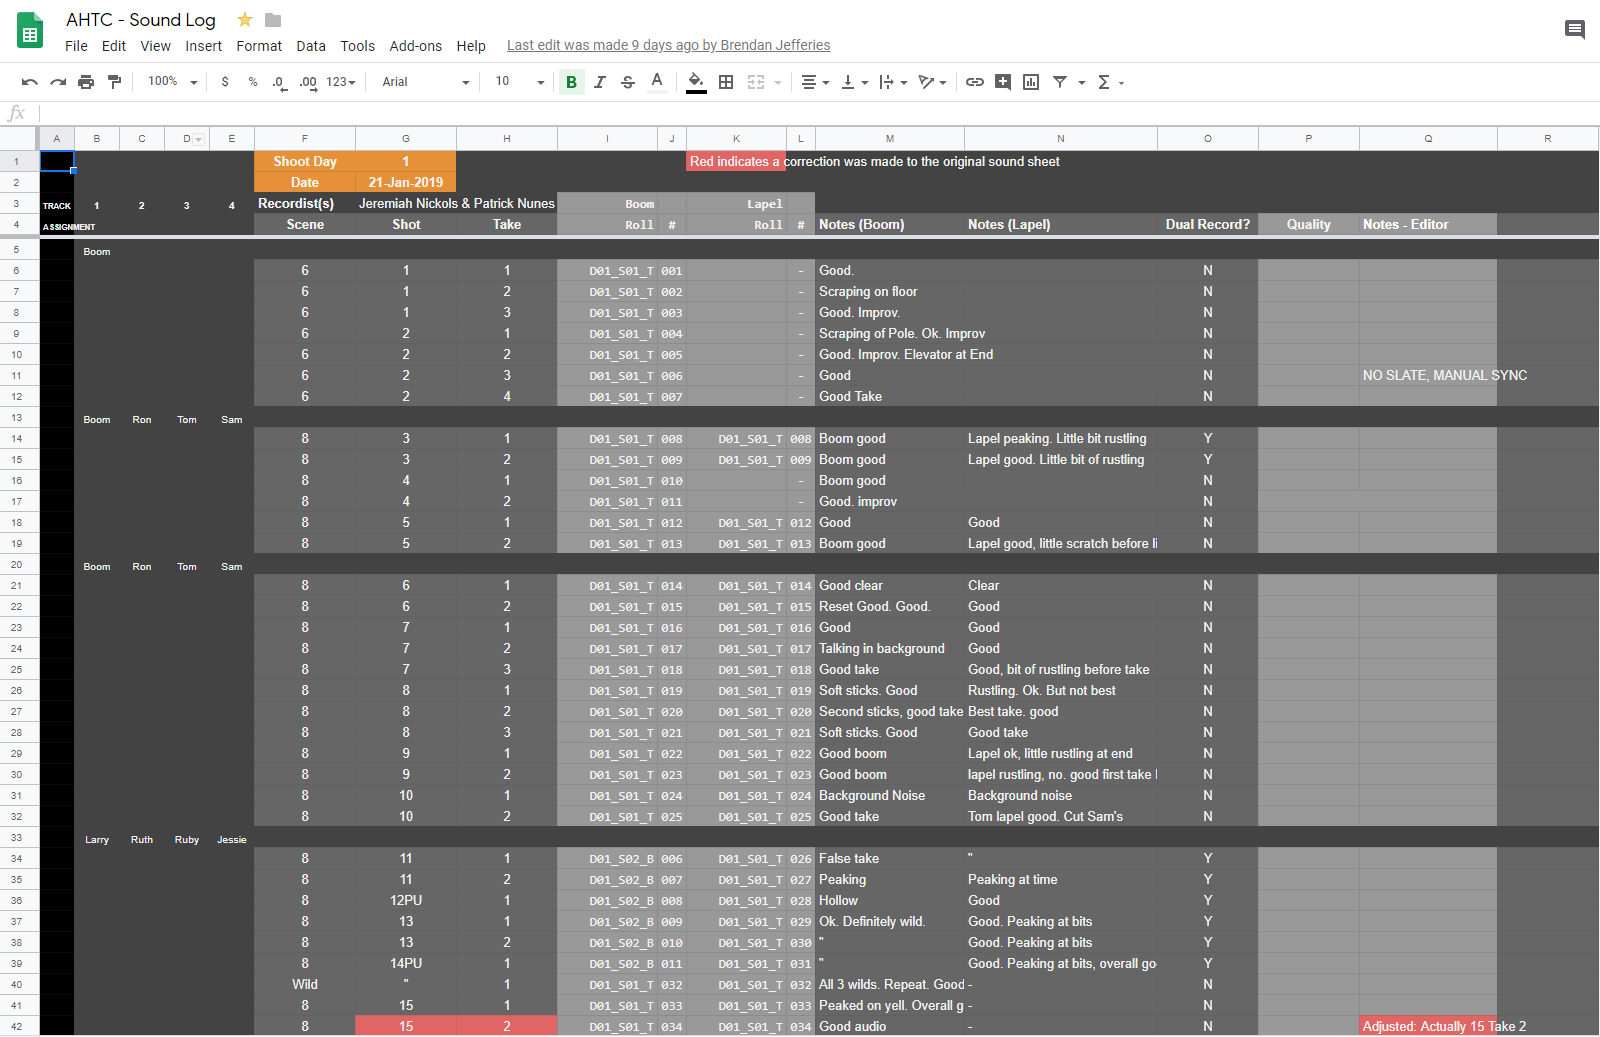 AHTC - Sound Log
File Edit View Insert Format Data Tools Add-ons Help Last edit was made 9 days ago by Brendan Jefferies
100% $ % .0 .00 123 Arial 10 B I S A
fx
A B C D E F G H I J K L M N O P Q R
1 Shoot Day 1 Red indicates a correction was made to the original sound sheet
2 Date 21-Jan-2019
3 TRACK 1 2 3 4 Recordist(s) Jeremiah Nickols & Patrick Nunes Boom Lapel
4 ASSIGNMENT Scene Shot Take Roll # Roll # Notes (Boom) Notes (Lapel) Dual Record? Quality Notes - Editor
5 Boom
6 6 1 1 D01_S01_T 001 - Good. N
7 6 1 2 D01_S01_T 002 - Scraping on floor N
8 6 1 3 D01_S01_T 003 - Good. Improv. N
9 6 2 1 D01_S01_T 004 - Scraping of Pole. Ok. Improv N
10 6 2 2 D01_S01_T 005 - Good. Improv. Elevator at End N
11 6 2 3 D01_S01_T 006 - Good N NO SLATE, MANUAL SYNC
12 6 2 4 D01_S01_T 007 - Good Take N
13 Boom Ron Tom Sam
14 8 3 1 D01_S01_T 008 D01_S01_T 008 Boom good Lapel peaking. Little bit rustling Y
15 8 3 2 D01_S01_T 009 D01_S01_T 009 Boom good Lapel good. Little bit of rustling Y
16 8 4 1 D01_S01_T 010 - Boom good N
17 8 4 2 D01_S01_T 011 - Good. improv N
18 8 5 1 D01_S01_T 012 D01_S01_T 012 Good Good N
19 8 5 2 D01_S01_T 013 D01_S01_T 013 Boom good Lapel good, little scratch before li N
20 Boom Ron Tom Sam
21 8 6 1 D01_S01_T 014 D01_S01_T 014 Good clear Clear N
22 8 6 2 D01_S01_T 015 D01_S01_T 015 Reset Good. Good. Good N
23 8 7 1 D01_S01_T 016 D01_S01_T 016 Good Good N
24 8 7 2 D01_S01_T 017 D01_S01_T 017 Talking in background Good N
25 8 7 3 D01_S01_T 018 D01_S01_T 018 Good take Good, bit of rustling before take N
26 8 8 1 D01_S01_T 019 D01_S01_T 019 Soft sticks. Good Rustling. Ok. But not best N
27 8 8 2 D01_S01_T 020 D01_S01_T 020 Second sticks, good take Best take. good N
28 8 8 3 D01_S01_T 021 D01_S01_T 021 Soft sticks. Good Good take N
29 8 9 1 D01_S01_T 022 D01_S01_T 022 Good boom Lapel ok, little rustling at end N
30 8 9 2 D01_S01_T 023 D01_S01_T 023 Good boom lapel rustling, no. good first take N
31 8 10 1 D01_S01_T 024 D01_S01_T 024 Background Noise Background noise N
32 8 10 2 D01_S01_T 025 D01_S01_T 025 Good take Tom lapel good. Cut Sam's N
33 Larry Ruth Ruby Jessie
34 8 11 1 D01_S02_B 006 D01_S01_T 026 False take " Y
35 8 11 2 D01_S02_B 007 D01_S01_T 027 Peaking Peaking at time Y
36 8 12PU 1 D01_S02_B 008 D01_S01_T 028 Hollow Good Y
37 8 13 1 D01_S02_B 009 D01_S01_T 029 Ok. Definitely wild. Good. Peaking at bits Y
38 8 13 2 D01_S02_B 010 D01_S01_T 030 " Good. Peaking at bits Y
39 8 14PU 1 D01_S02_B 011 D01_S01_T 031 " Good. Peaking at bits, overall go Y
40 Wild " 1 D01_S01_T 032 D01_S01_T 032 All 3 wilds. Repeat. Good - N
41 8 15 1 D01_S01_T 033 D01_S01_T 033 Peaked on yell. Overall g - N
42 8 15 2 D01_S01_T 034 D01_S01_T 034 Good audio - N Adjusted: Actually 15 Take 2